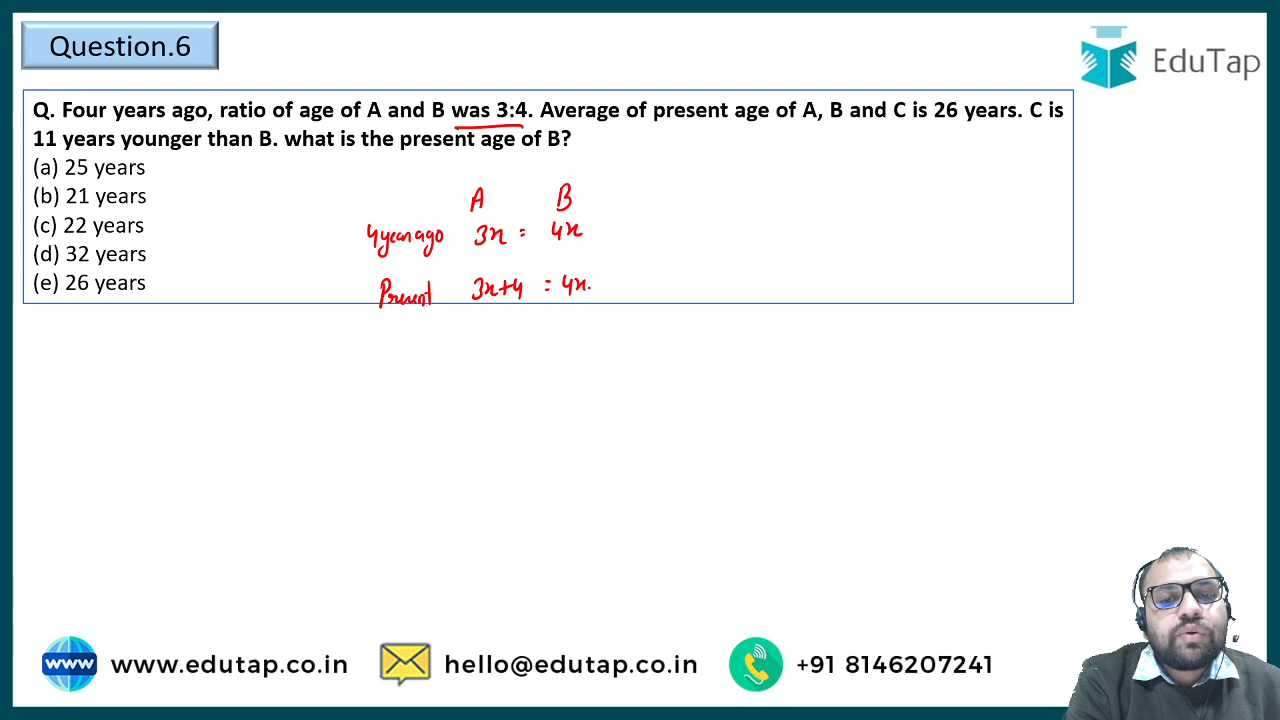 Question.6
EduTap
Q. Four years ago, ratio of age of A and B was 3:4. Average of present age of A, B and C is 26 years. C is
11 years younger than B. what is the present age of B?
(a) 25 years
(b) 21 years
(c) 22 years
(d) 32 years
(e) 26 years
A B
4 year ago 3x = 4x
Present 3x+4 = 4x
www www.edutap.co.in hello@edutap.co.in +91 8146207241